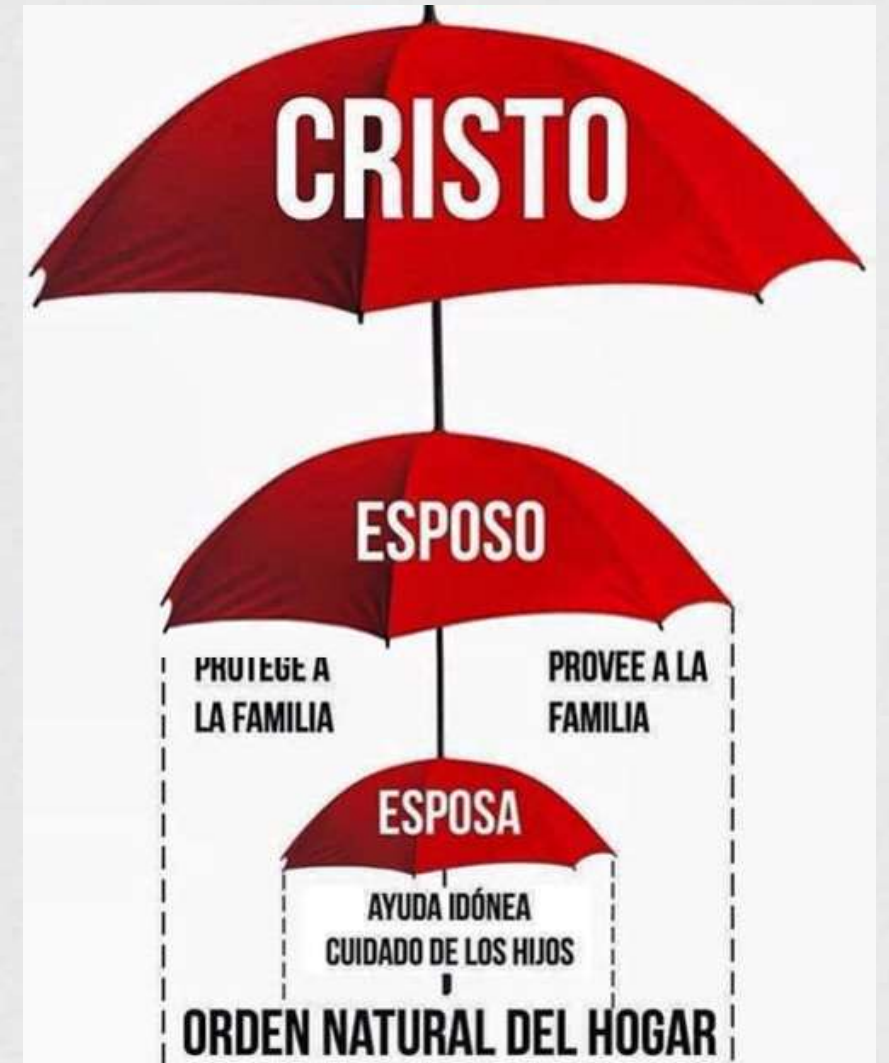 CRISTO
ESPOSO
PROTEGE A
LA FAMILIA
PROVEE A LA
FAMILIA
ESPOSA
AYUDA IDÓNEA
CUIDADO DE LOS HIJOS
ORDEN NATURAL DEL HOGAR